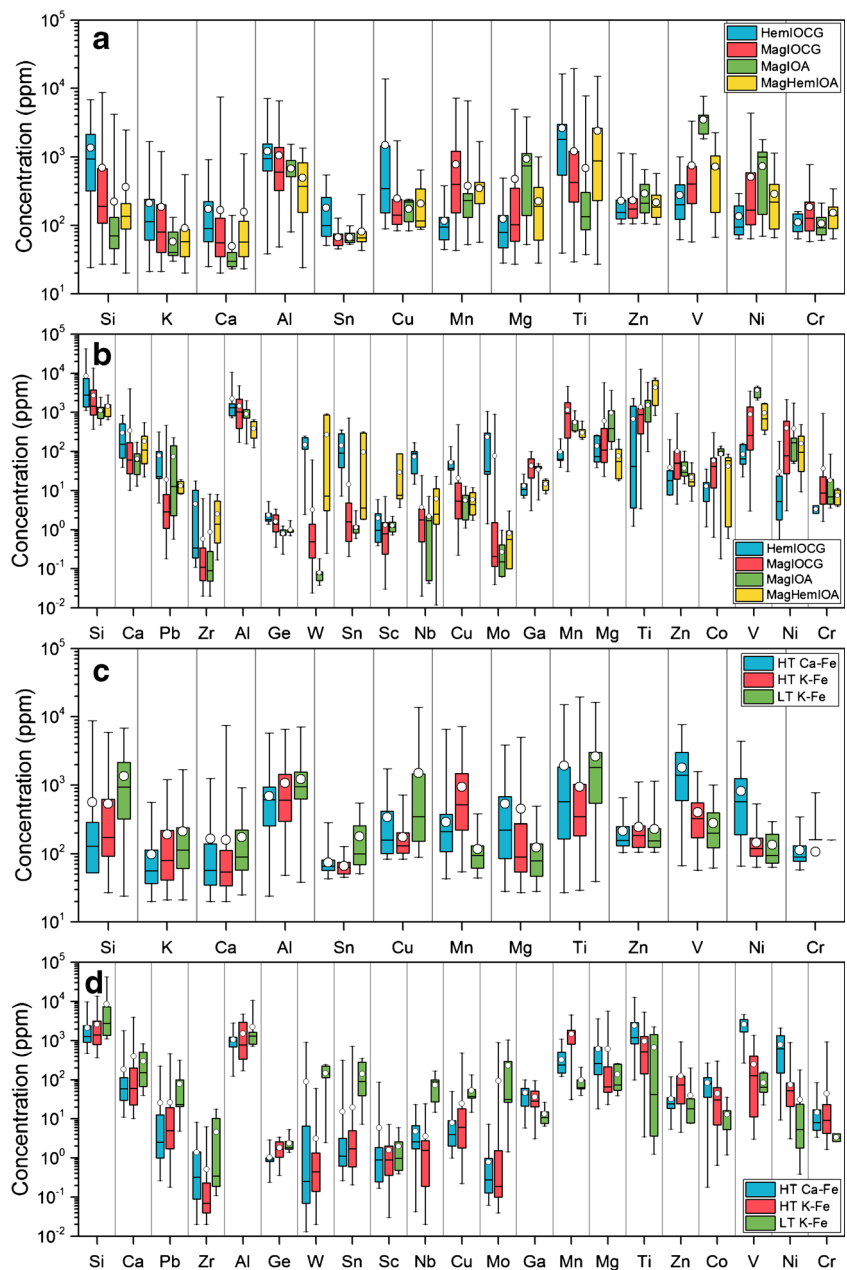 a
Concentration (ppm)
10^5
10^4
10^3
10^2
10^1
HemIOCG
MagIOCG
MagIOA
MagHemIOA
Si K Ca Al Sn Cu Mn Mg Ti Zn V Ni Cr
b
Concentration (ppm)
10^5
10^4
10^3
10^2
10^1
10^0
10^-1
10^-2
HemIOCG
MagIOCG
MagIOA
MagHemIOA
Si Ca Pb Zr Al Ge W Sn Sc Nb Cu Mo Ga Mn Mg Ti Zn Co V Ni Cr
c
Concentration (ppm)
10^5
10^4
10^3
10^2
10^1
HT Ca-Fe
HT K-Fe
LT K-Fe
Si K Ca Al Sn Cu Mn Mg Ti Zn V Ni Cr
d
Concentration (ppm)
10^5
10^4
10^3
10^2
10^1
10^0
10^-1
10^-2
HT Ca-Fe
HT K-Fe
LT K-Fe
Si Ca Pb Zr Al Ge W Sn Sc Nb Cu Mo Ga Mn Mg Ti Zn Co V Ni Cr